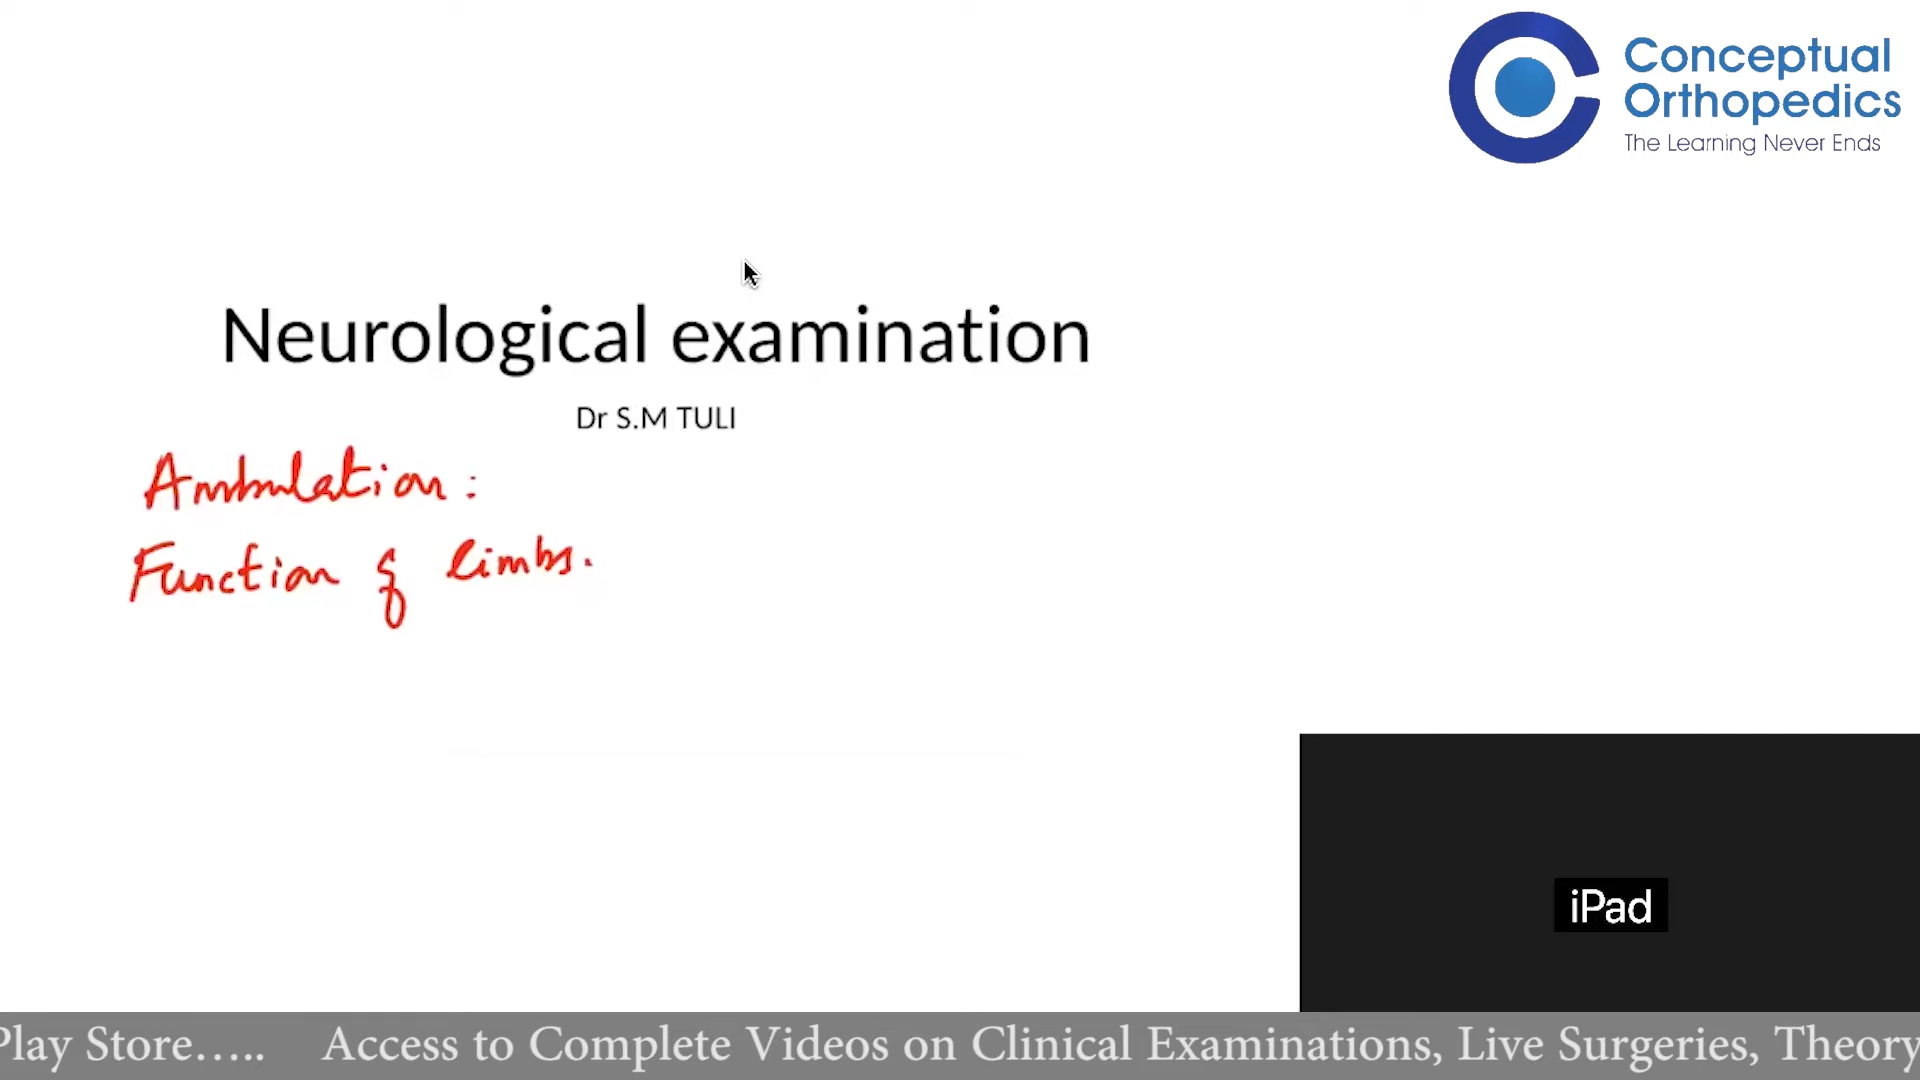 Conceptual
Orthopedics
The Learning Never Ends
Neurological examination
Dr S.M TULI
Ambulation:
Function of limbs.
iPad
Play Store..... Access to Complete Videos on Clinical Examinations, Live Surgeries, Theory